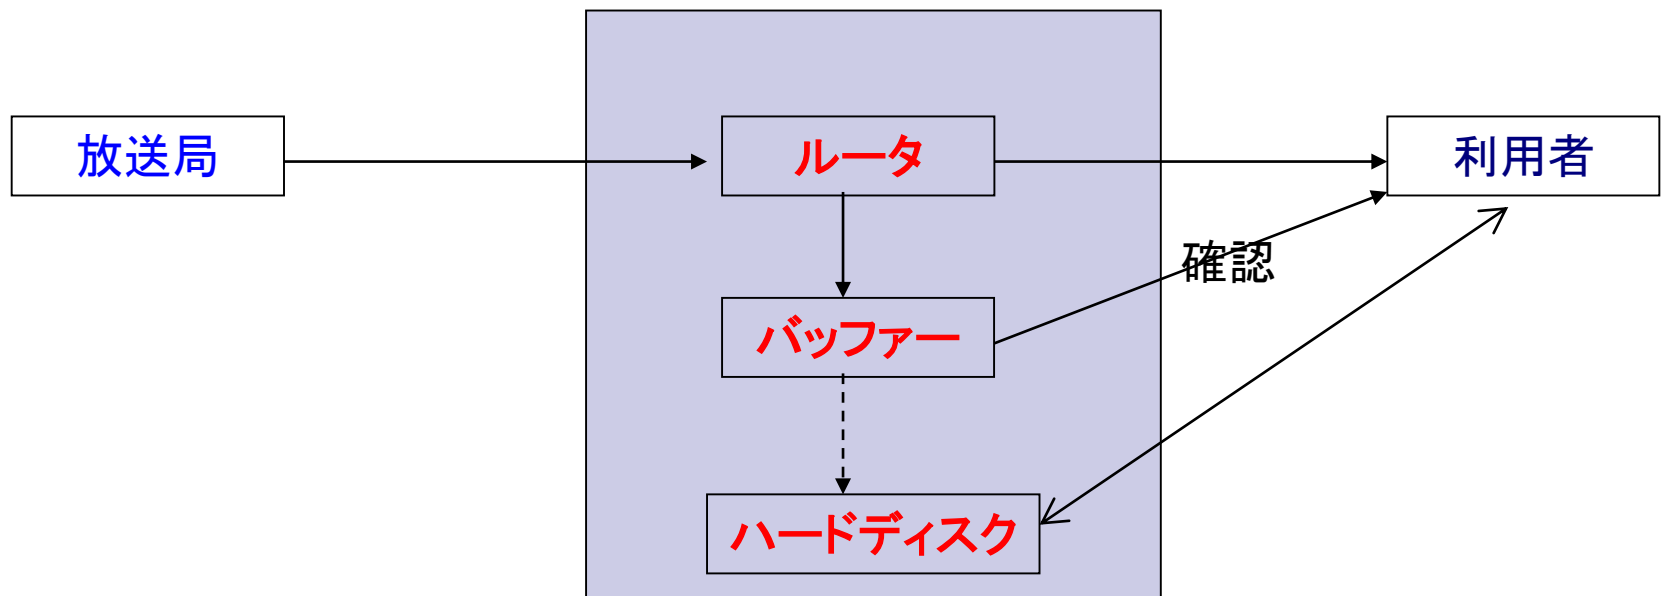 放送局
ルータ
利用者
確認
バッファー
ハードディスク